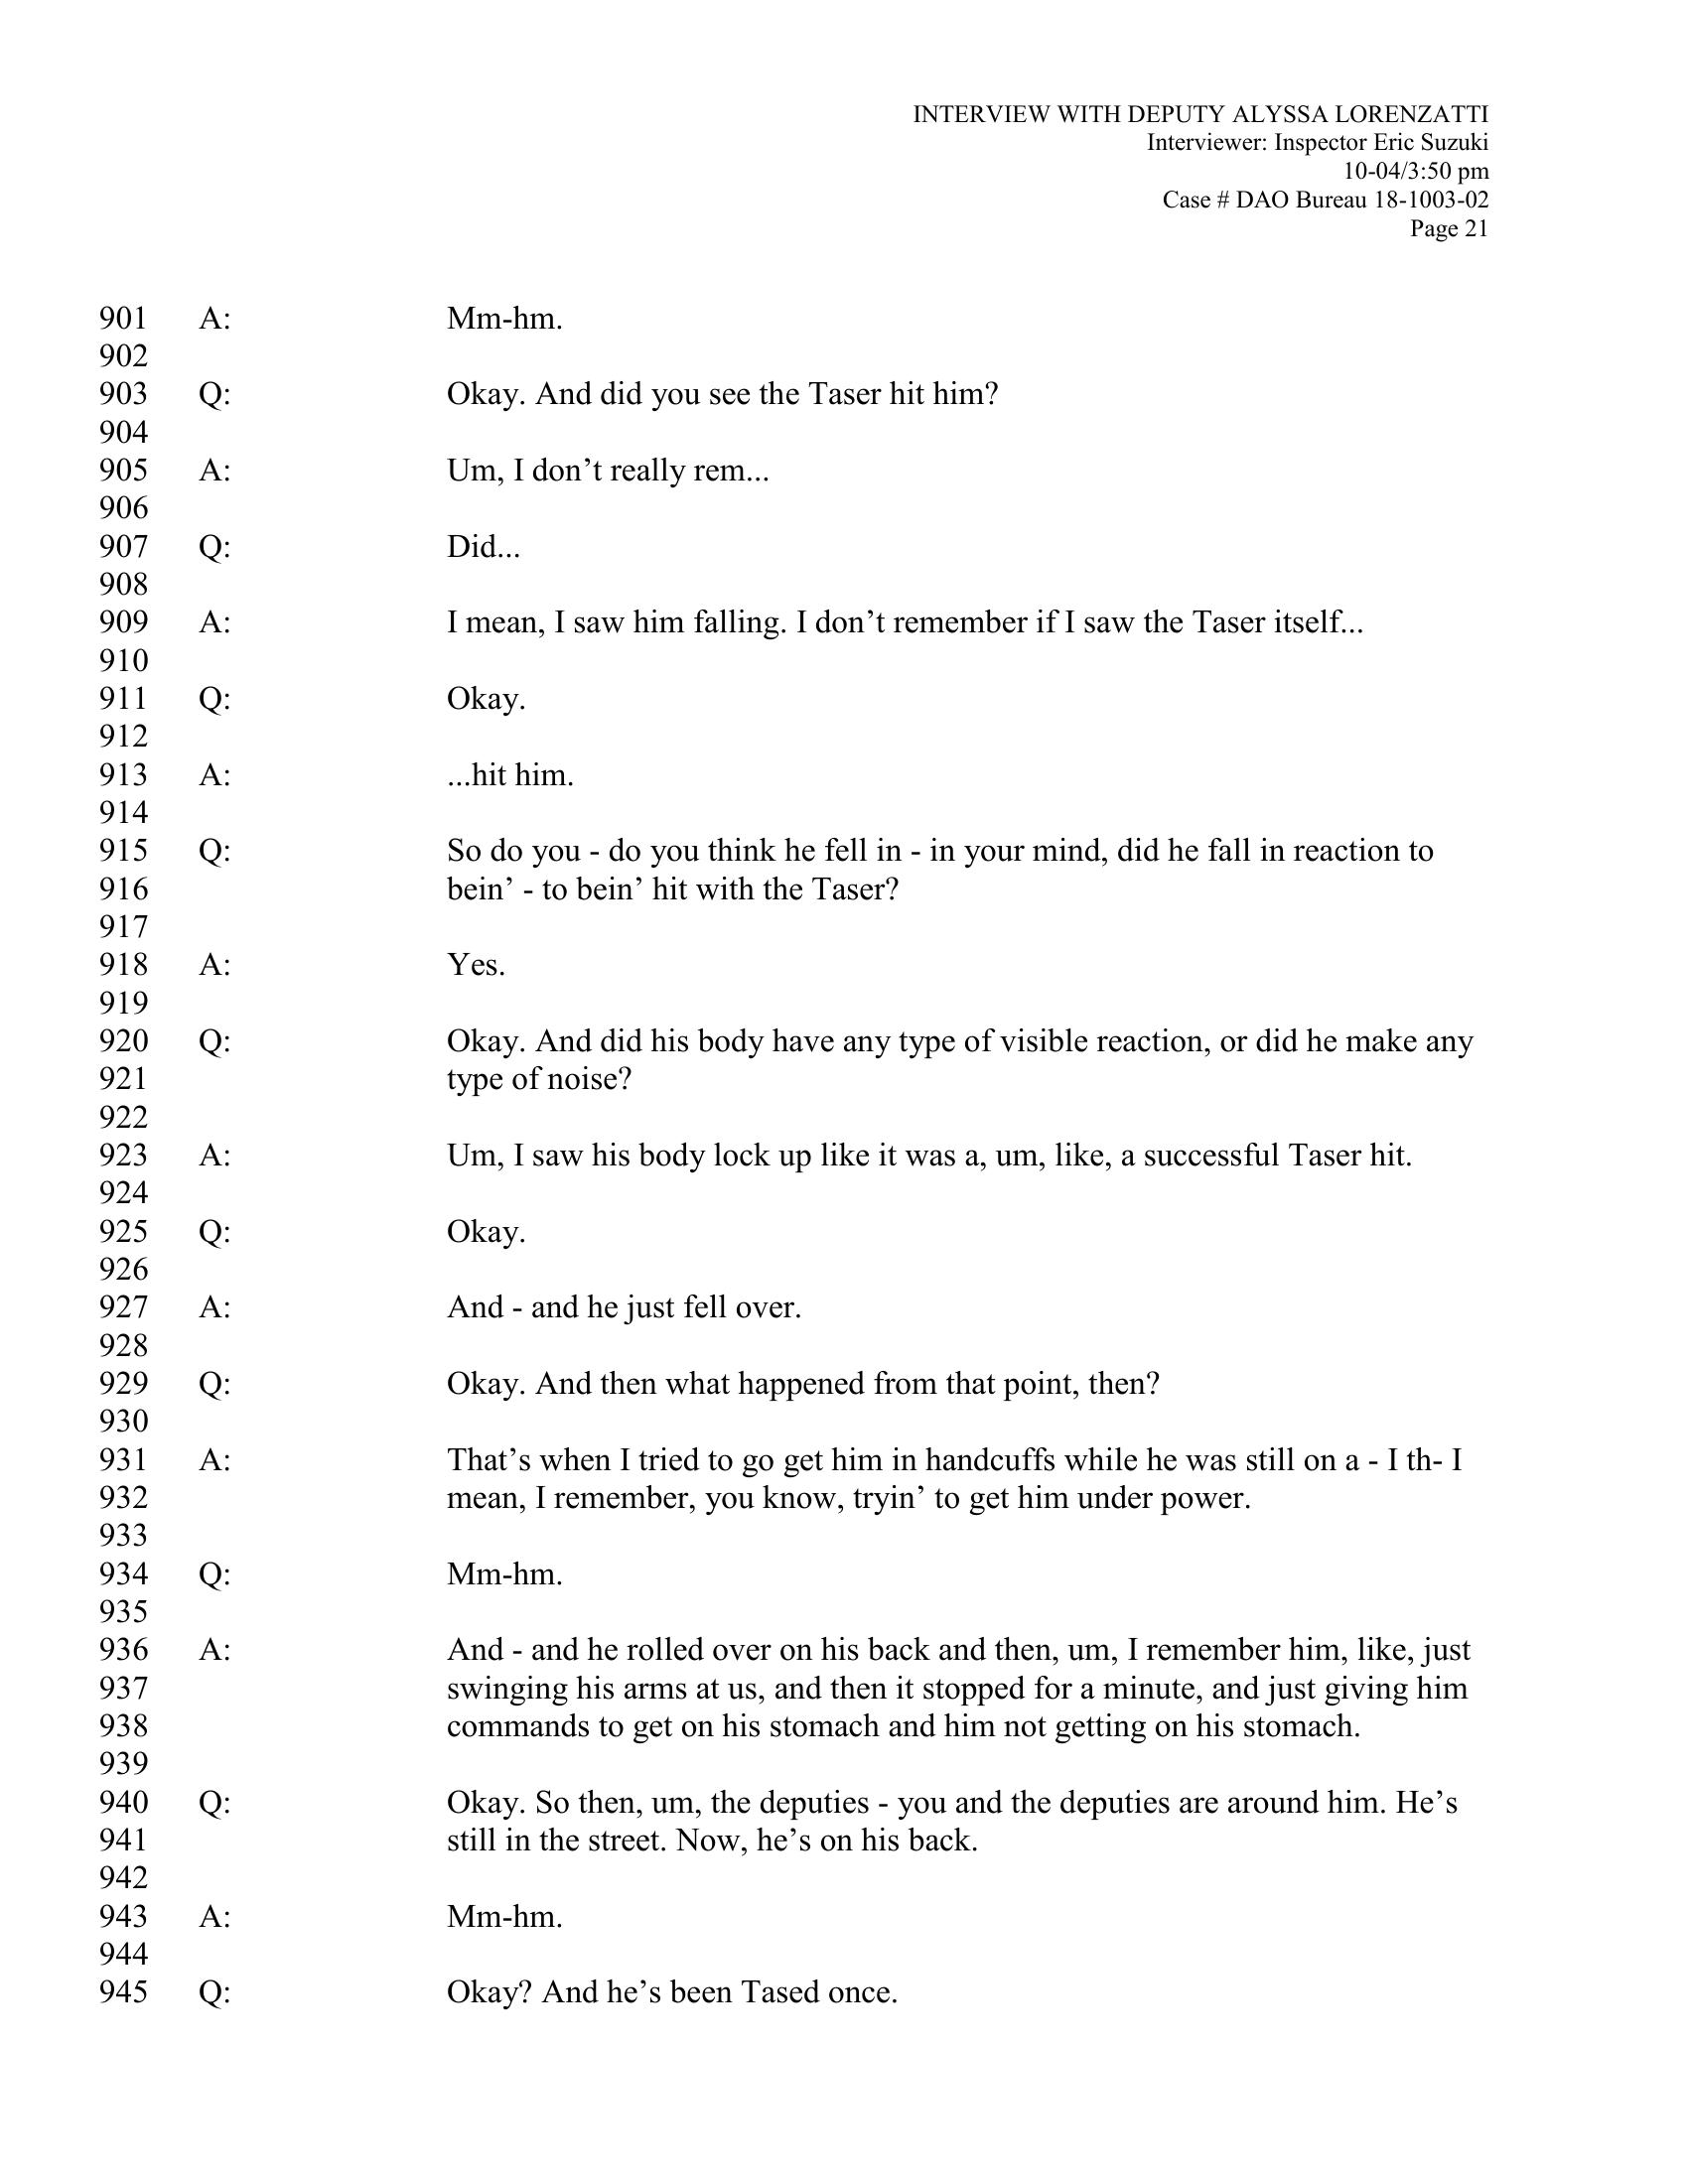 INTERVIEW WITH DEPUTY ALYSSA LORENZATTI
Interviewer: Inspector Eric Suzuki
10-04/3:50 pm
Case # DAO Bureau 18-1003-02
Page 21
901 A: Mm-hm.
902
903 Q: Okay. And did you see the Taser hit him?
904
905 A: Um, I don’t really rem...
906
907 Q: Did...
908
909 A: I mean, I saw him falling. I don’t remember if I saw the Taser itself...
910
911 Q: Okay.
912
913 A: ...hit him.
914
915 Q: So do you - do you think he fell in - in your mind, did he fall in reaction to
916 bein’ - to bein’ hit with the Taser?
917
918 A: Yes.
919
920 Q: Okay. And did his body have any type of visible reaction, or did he make any
921 type of noise?
922
923 A: Um, I saw his body lock up like it was a, um, like, a successful Taser hit.
924
925 Q: Okay.
926
927 A: And - and he just fell over.
928
929 Q: Okay. And then what happened from that point, then?
930
931 A: That’s when I tried to go get him in handcuffs while he was still on a - I th- I
932 mean, I remember, you know, tryin’ to get him under power.
933
934 Q: Mm-hm.
935
936 A: And - and he rolled over on his back and then, um, I remember him, like, just
937 swinging his arms at us, and then it stopped for a minute, and just giving him
938 commands to get on his stomach and him not getting on his stomach.
939
940 Q: Okay. So then, um, the deputies - you and the deputies are around him. He’s
941 still in the street. Now, he’s on his back.
942
943 A: Mm-hm.
944
945 Q: Okay? And he’s been Tased once.